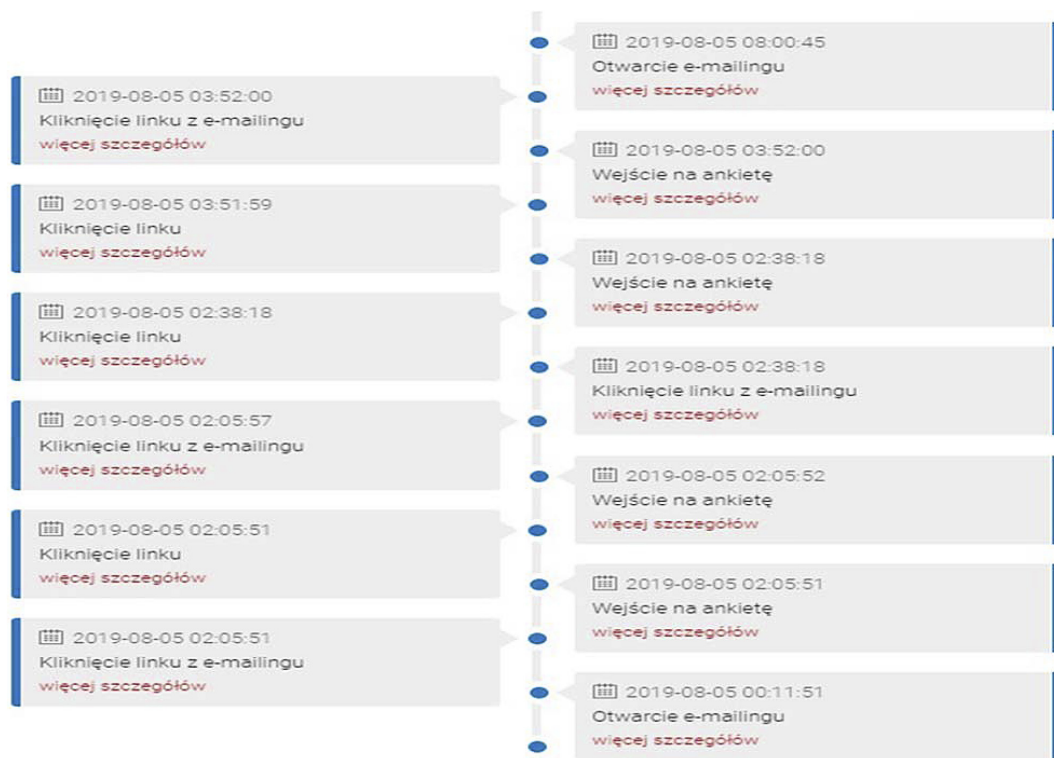 2019-08-05 08:00:45
Otwarcie e-mailingu
więcej szczegółów
2019-08-05 03:52:00
Kliknięcie linku z e-mailingu
więcej szczegółów
2019-08-05 03:52:00
Wejście na ankietę
więcej szczegółów
2019-08-05 03:51:59
Kliknięcie linku
więcej szczegółów
2019-08-05 02:38:18
Wejście na ankietę
więcej szczegółów
2019-08-05 02:38:18
Kliknięcie linku
więcej szczegółów
2019-08-05 02:38:18
Kliknięcie linku z e-mailingu
więcej szczegółów
2019-08-05 02:05:57
Kliknięcie linku z e-mailingu
więcej szczegółów
2019-08-05 02:05:52
Wejście na ankietę
więcej szczegółów
2019-08-05 02:05:51
Kliknięcie linku
więcej szczegółów
2019-08-05 02:05:51
Wejście na ankietę
więcej szczegółów
2019-08-05 02:05:51
Kliknięcie linku z e-mailingu
więcej szczegółów
2019-08-05 00:11:51
Otwarcie e-mailingu
więcej szczegółów